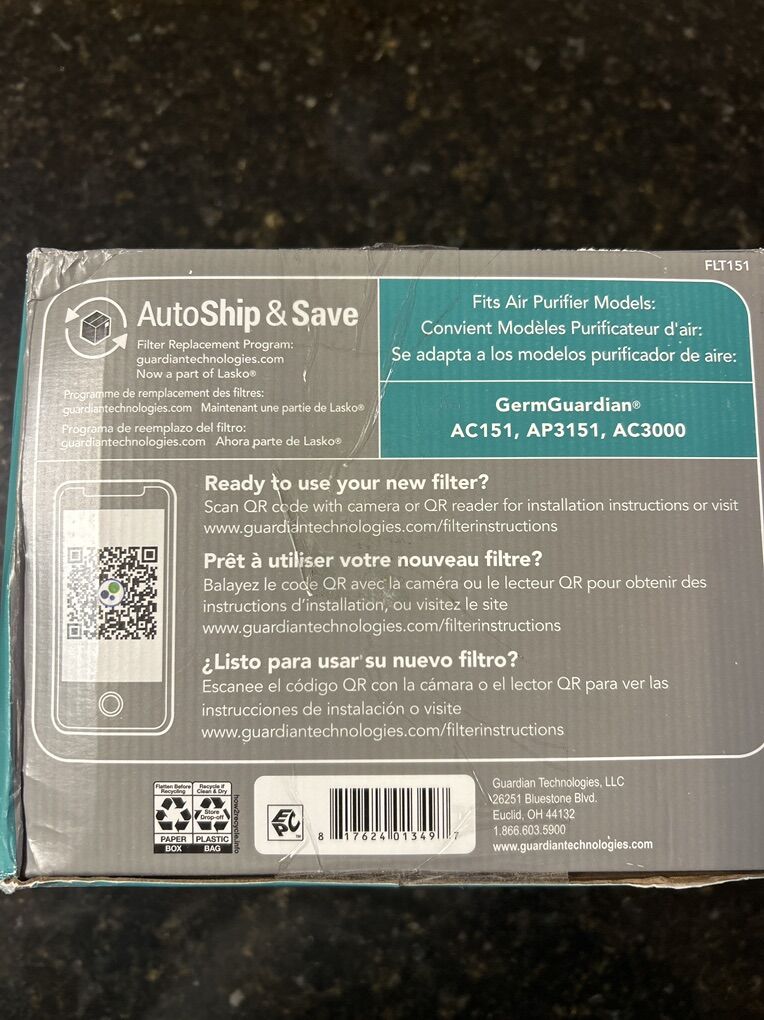 FLT151
AutoShip & Save
Filter Replacement Program:
guardiantechnologies.com
Now a part of Lasko®
Programme de remplacement des filtres:
guardiantechnologies.com Maintenant une partie de Lasko®
Programa de reemplazo del filtro:
guardiantechnologies.com Ahora parte de Lasko®
Fits Air Purifier Models:
Convient Modèles Purificateur d'air:
Se adapta a los modelos purificador de aire:
GermGuardian®
AC151, AP3151, AC3000
Ready to use your new filter?
Scan QR code with camera or QR reader for installation instructions or visit
www.guardiantechnologies.com/filterinstructions
Prêt à utiliser votre nouveau filtre?
Balayez le code QR avec la caméra ou le lecteur QR pour obtenir des
instructions d'installation, ou visitez le site
www.guardiantechnologies.com/filterinstructions
¿Listo para usar su nuevo filtro?
Escanee el código QR con la cámara o el lector QR para ver las
instrucciones de instalación o visite
www.guardiantechnologies.com/filterinstructions
Flatten Before
Recycling
PAPER
BOX
Recycle if
Clean & Dry
Store
Drop-off
PLASTIC
BAG
how2recycle.info
EPC™
8 17624 01349 7
Guardian Technologies, LLC
26251 Bluestone Blvd.
Euclid, OH 44132
1.866.603.5900
www.guardiantechnologies.com